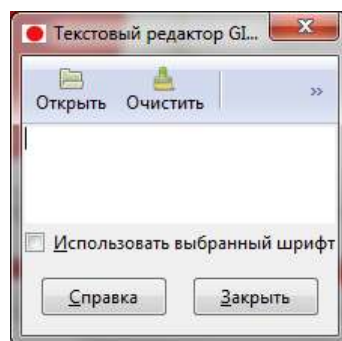 Текстовый редактор GI...
Открыть Очистить »
Использовать выбранный шрифт
Справка Закрыть